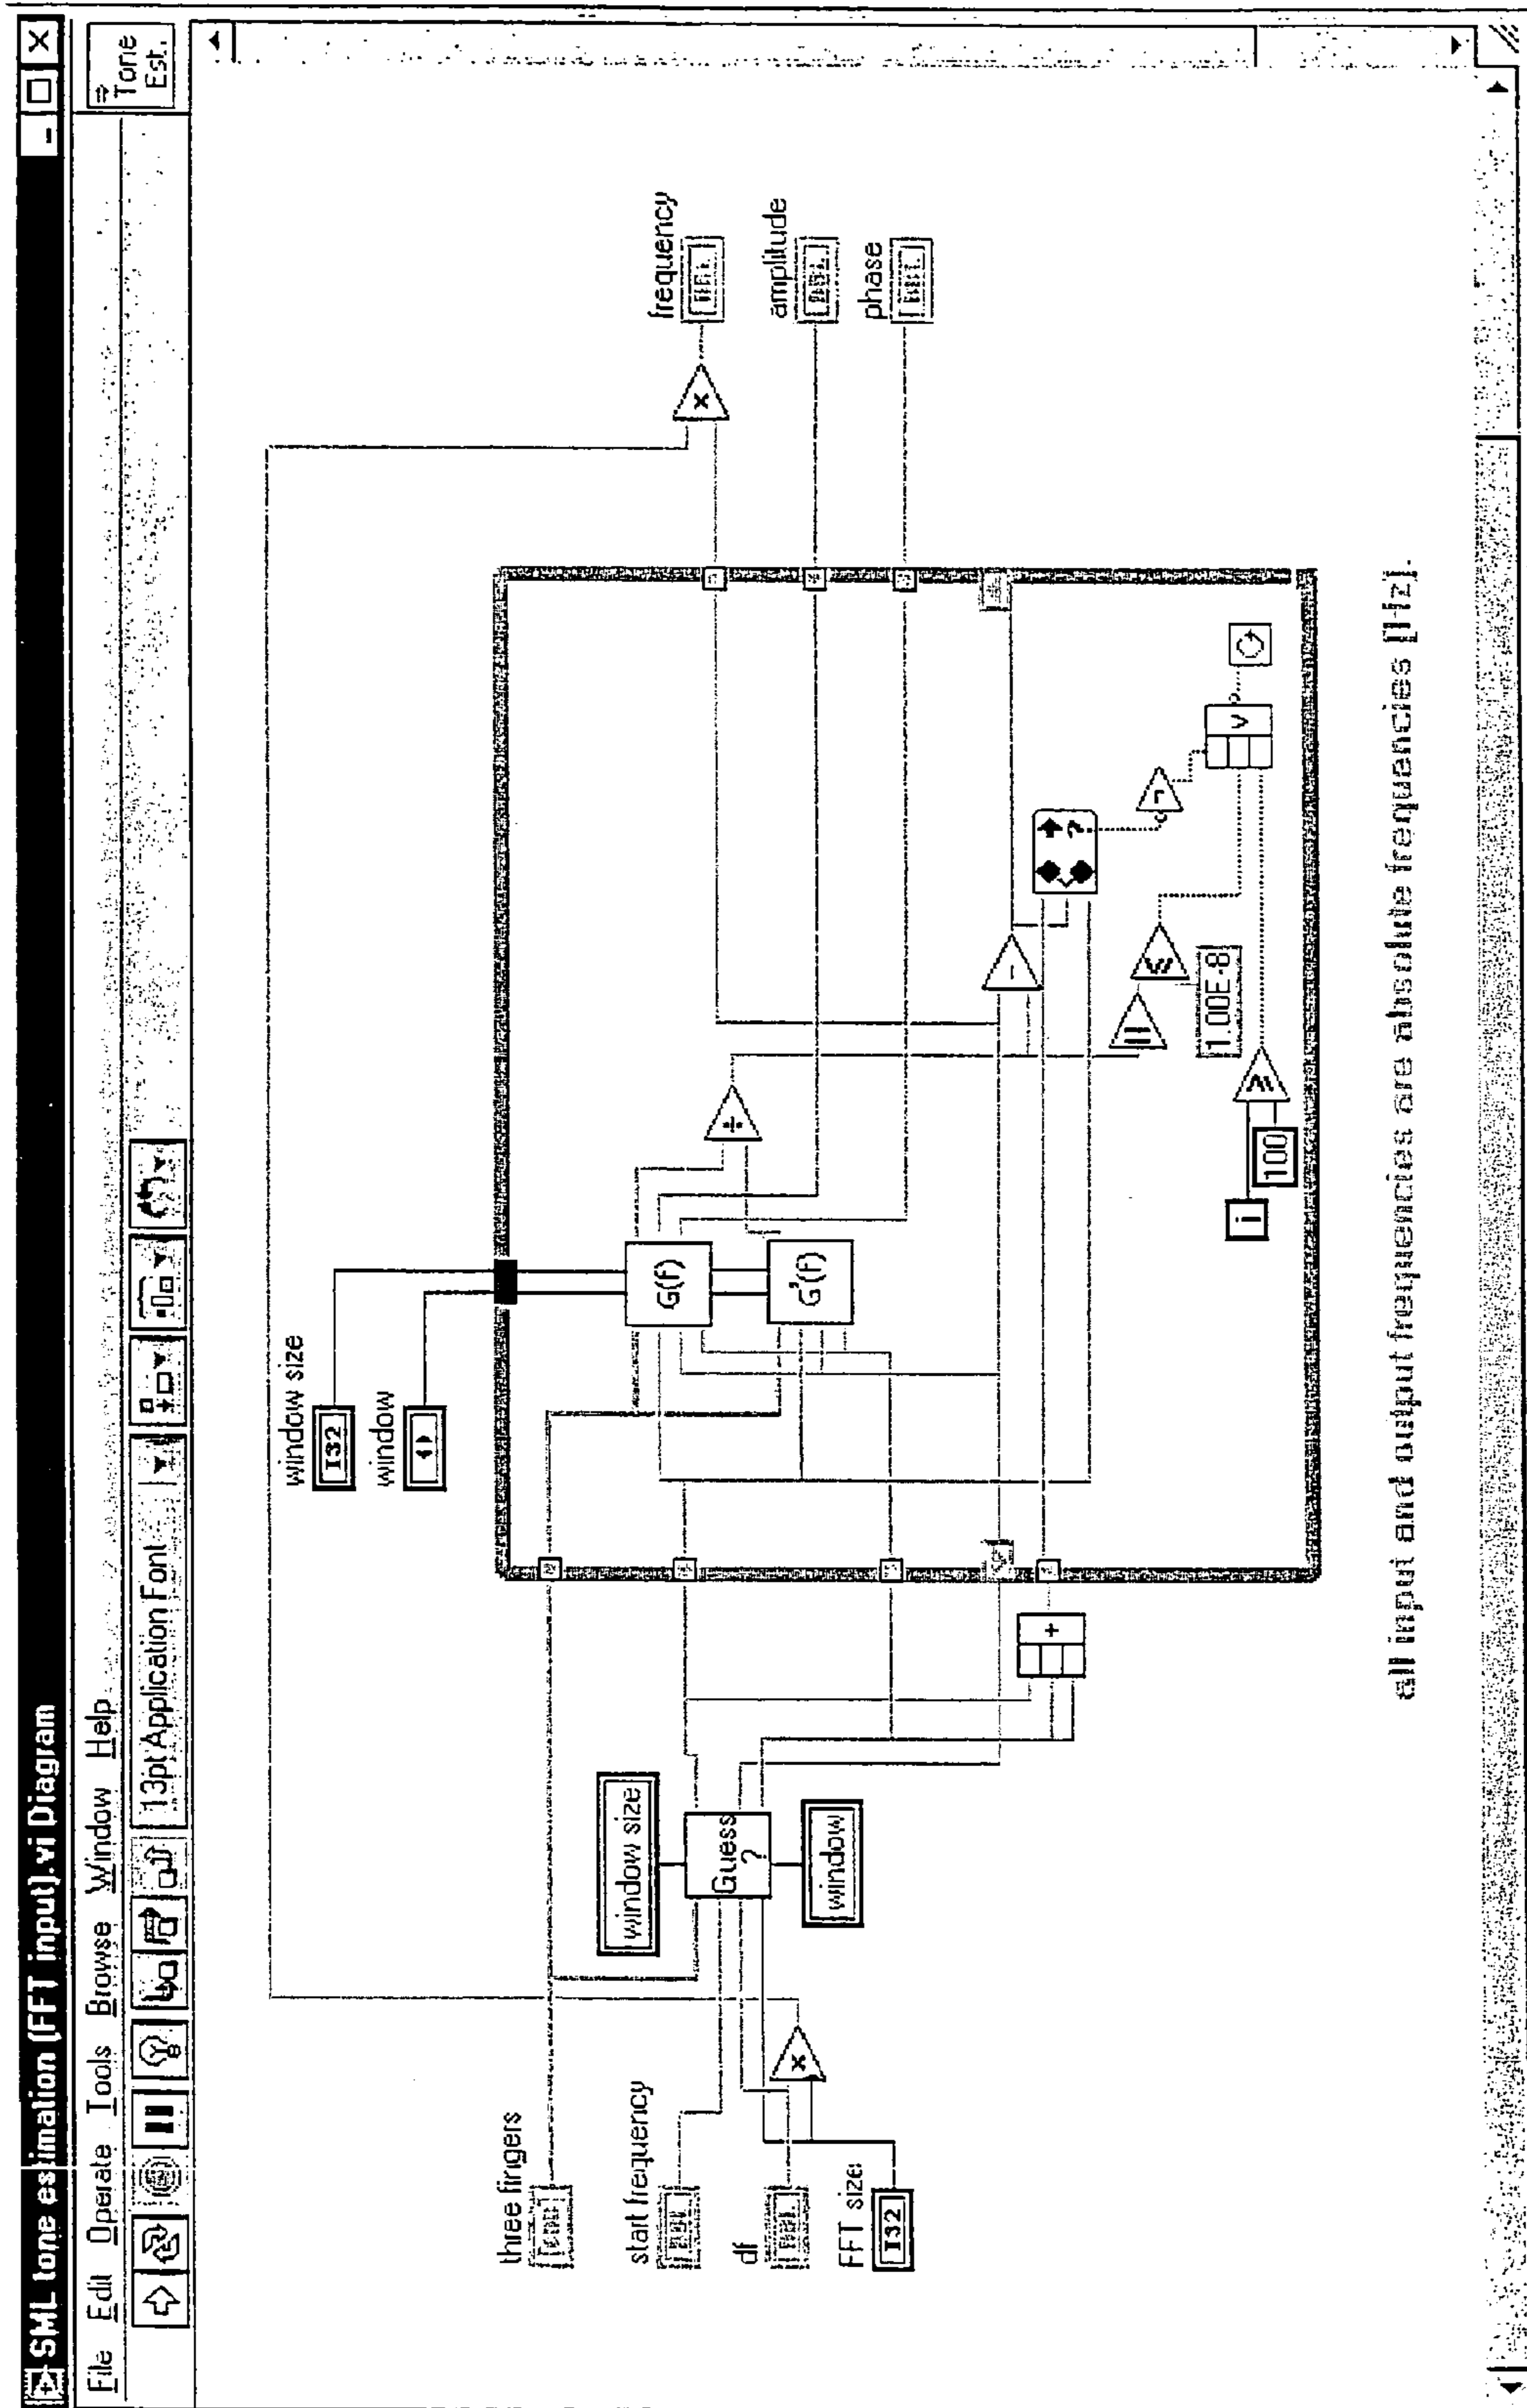 SML tone estimation (FFT input).vi Diagram
File Edit Operate Tools Browse Window Help
13pt Application Font
Tone
Est.
window size
I32
window
three fingers
start frequency
df
FFT size
I32
window size
Guess
?
window
×
+
G(f)
G'(f)
÷
-
?
1.00E-8
i
100
×
frequency
amplitude
phase
all input and output frequencies are absolute frequencies [Hz].